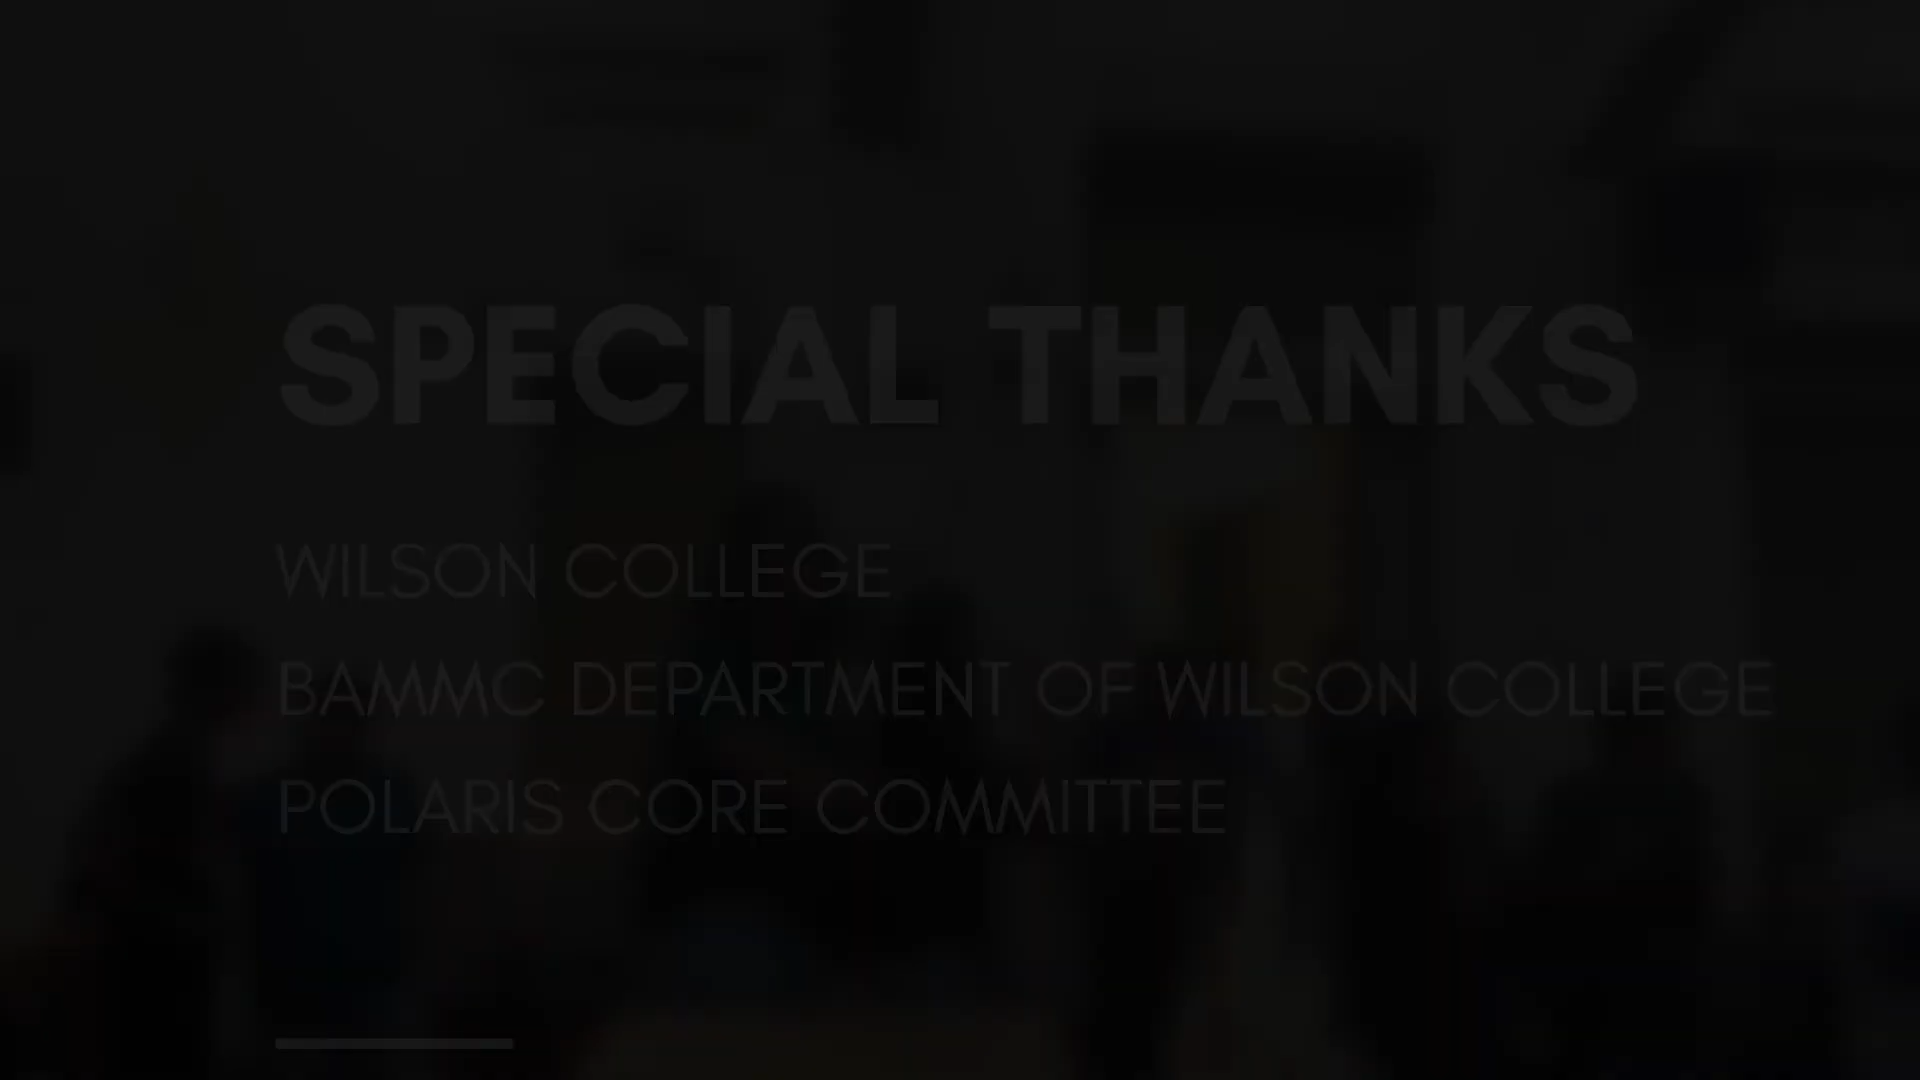 SPECIAL THANKS
WILSON COLLEGE
BAMMC DEPARTMENT OF WILSON COLLEGE
POLARIS CORE COMMITTEE